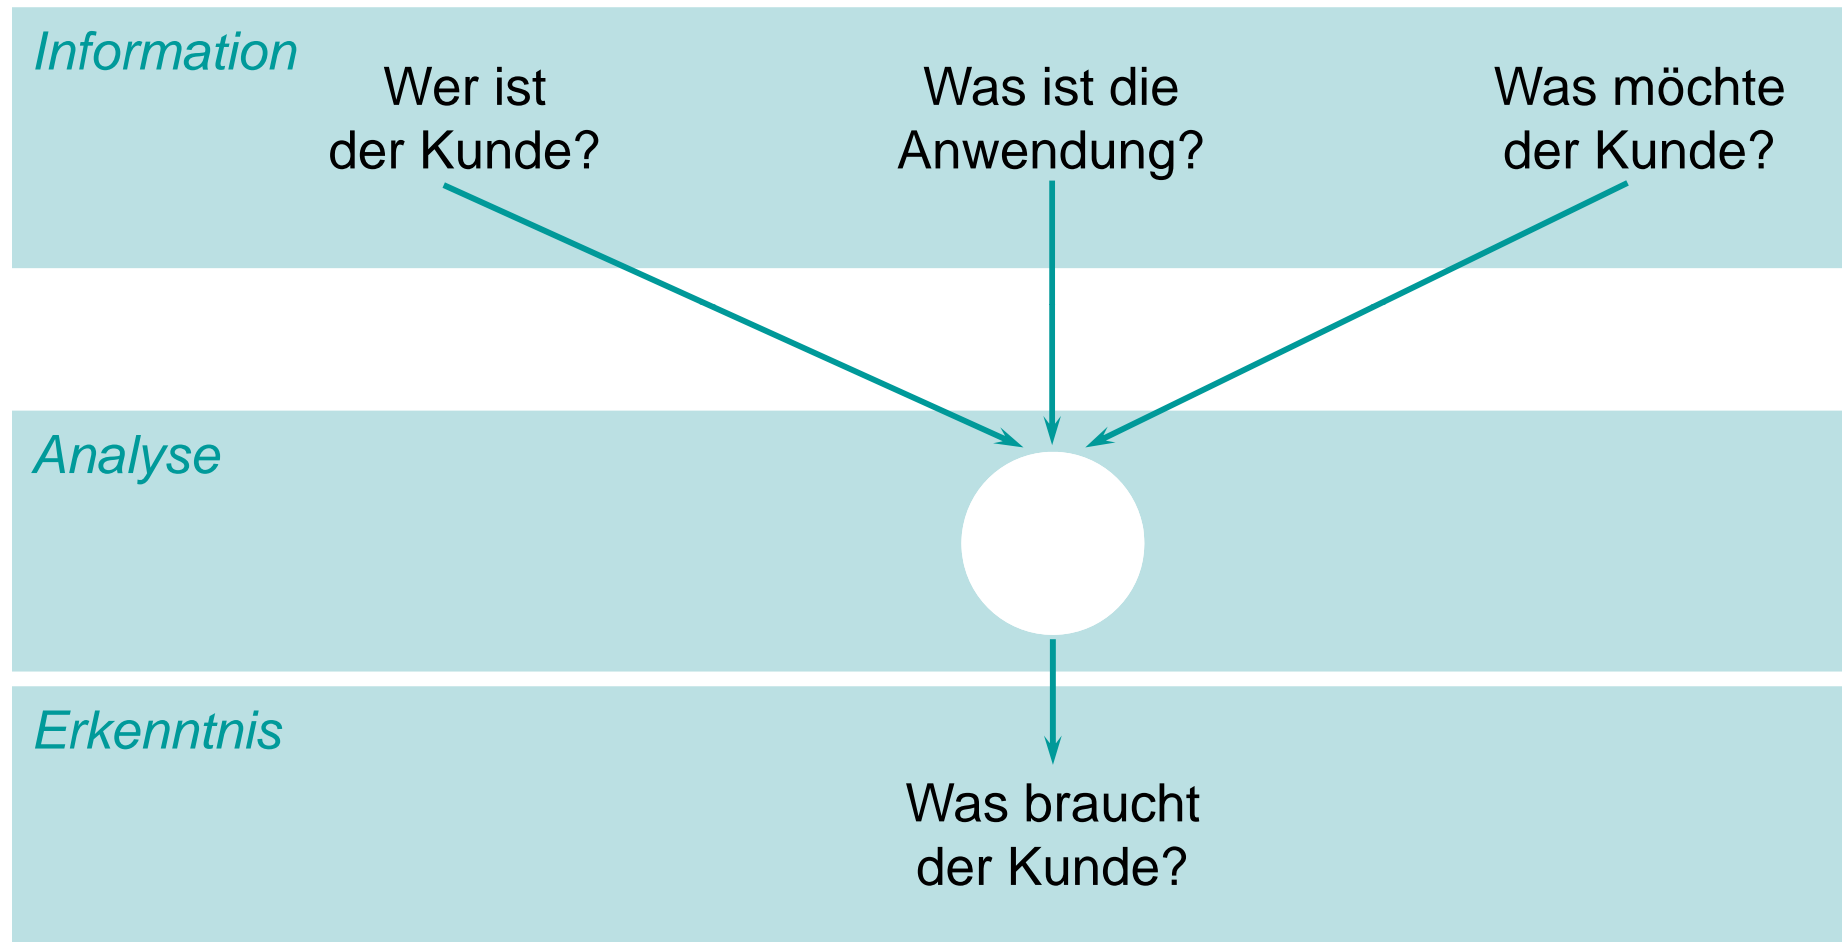 Information
Wer ist
der Kunde?
Was ist die
Anwendung?
Was möchte
der Kunde?
Analyse
Erkenntnis
Was braucht
der Kunde?